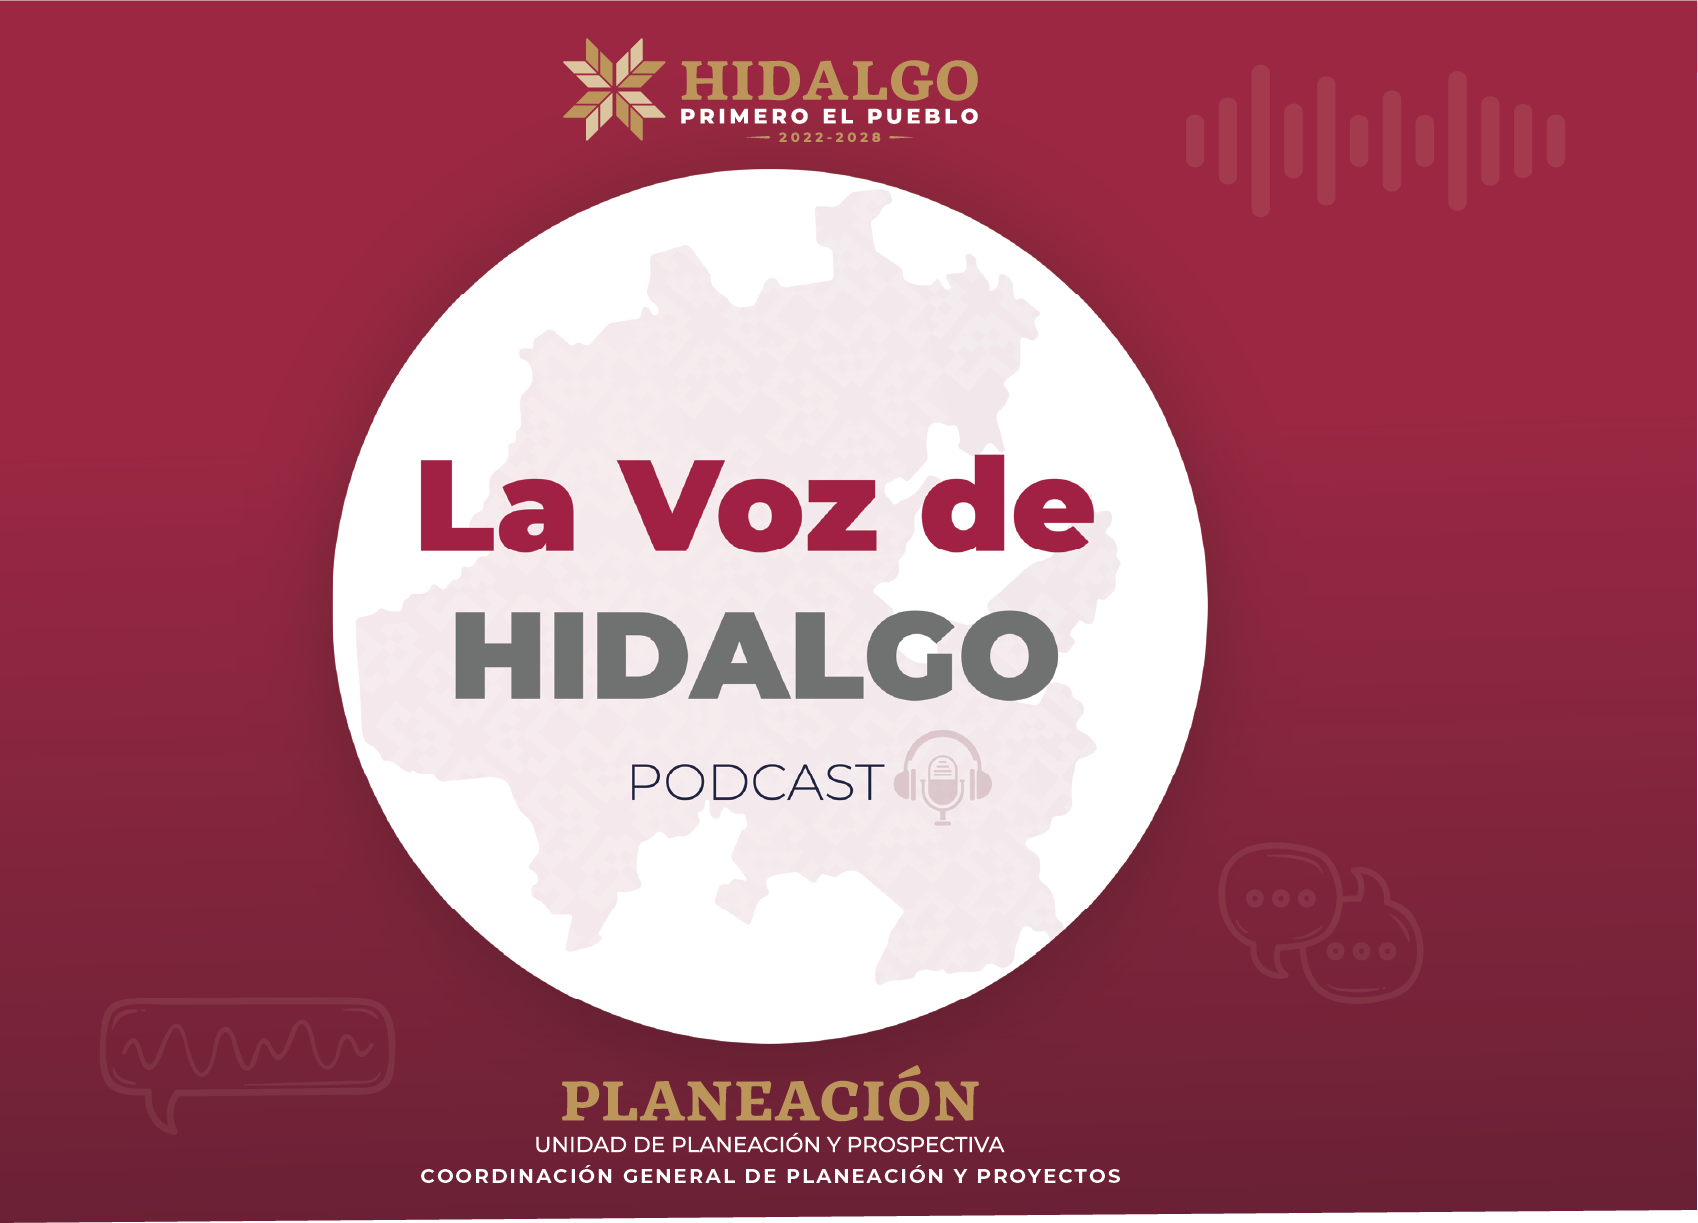 HIDALGO
PRIMERO EL PUEBLO
2022-2028
La Voz de
HIDALGO
PODCAST
PLANEACIÓN
UNIDAD DE PLANEACIÓN Y PROSPECTIVA
COORDINACIÓN GENERAL DE PLANEACIÓN Y PROYECTOS